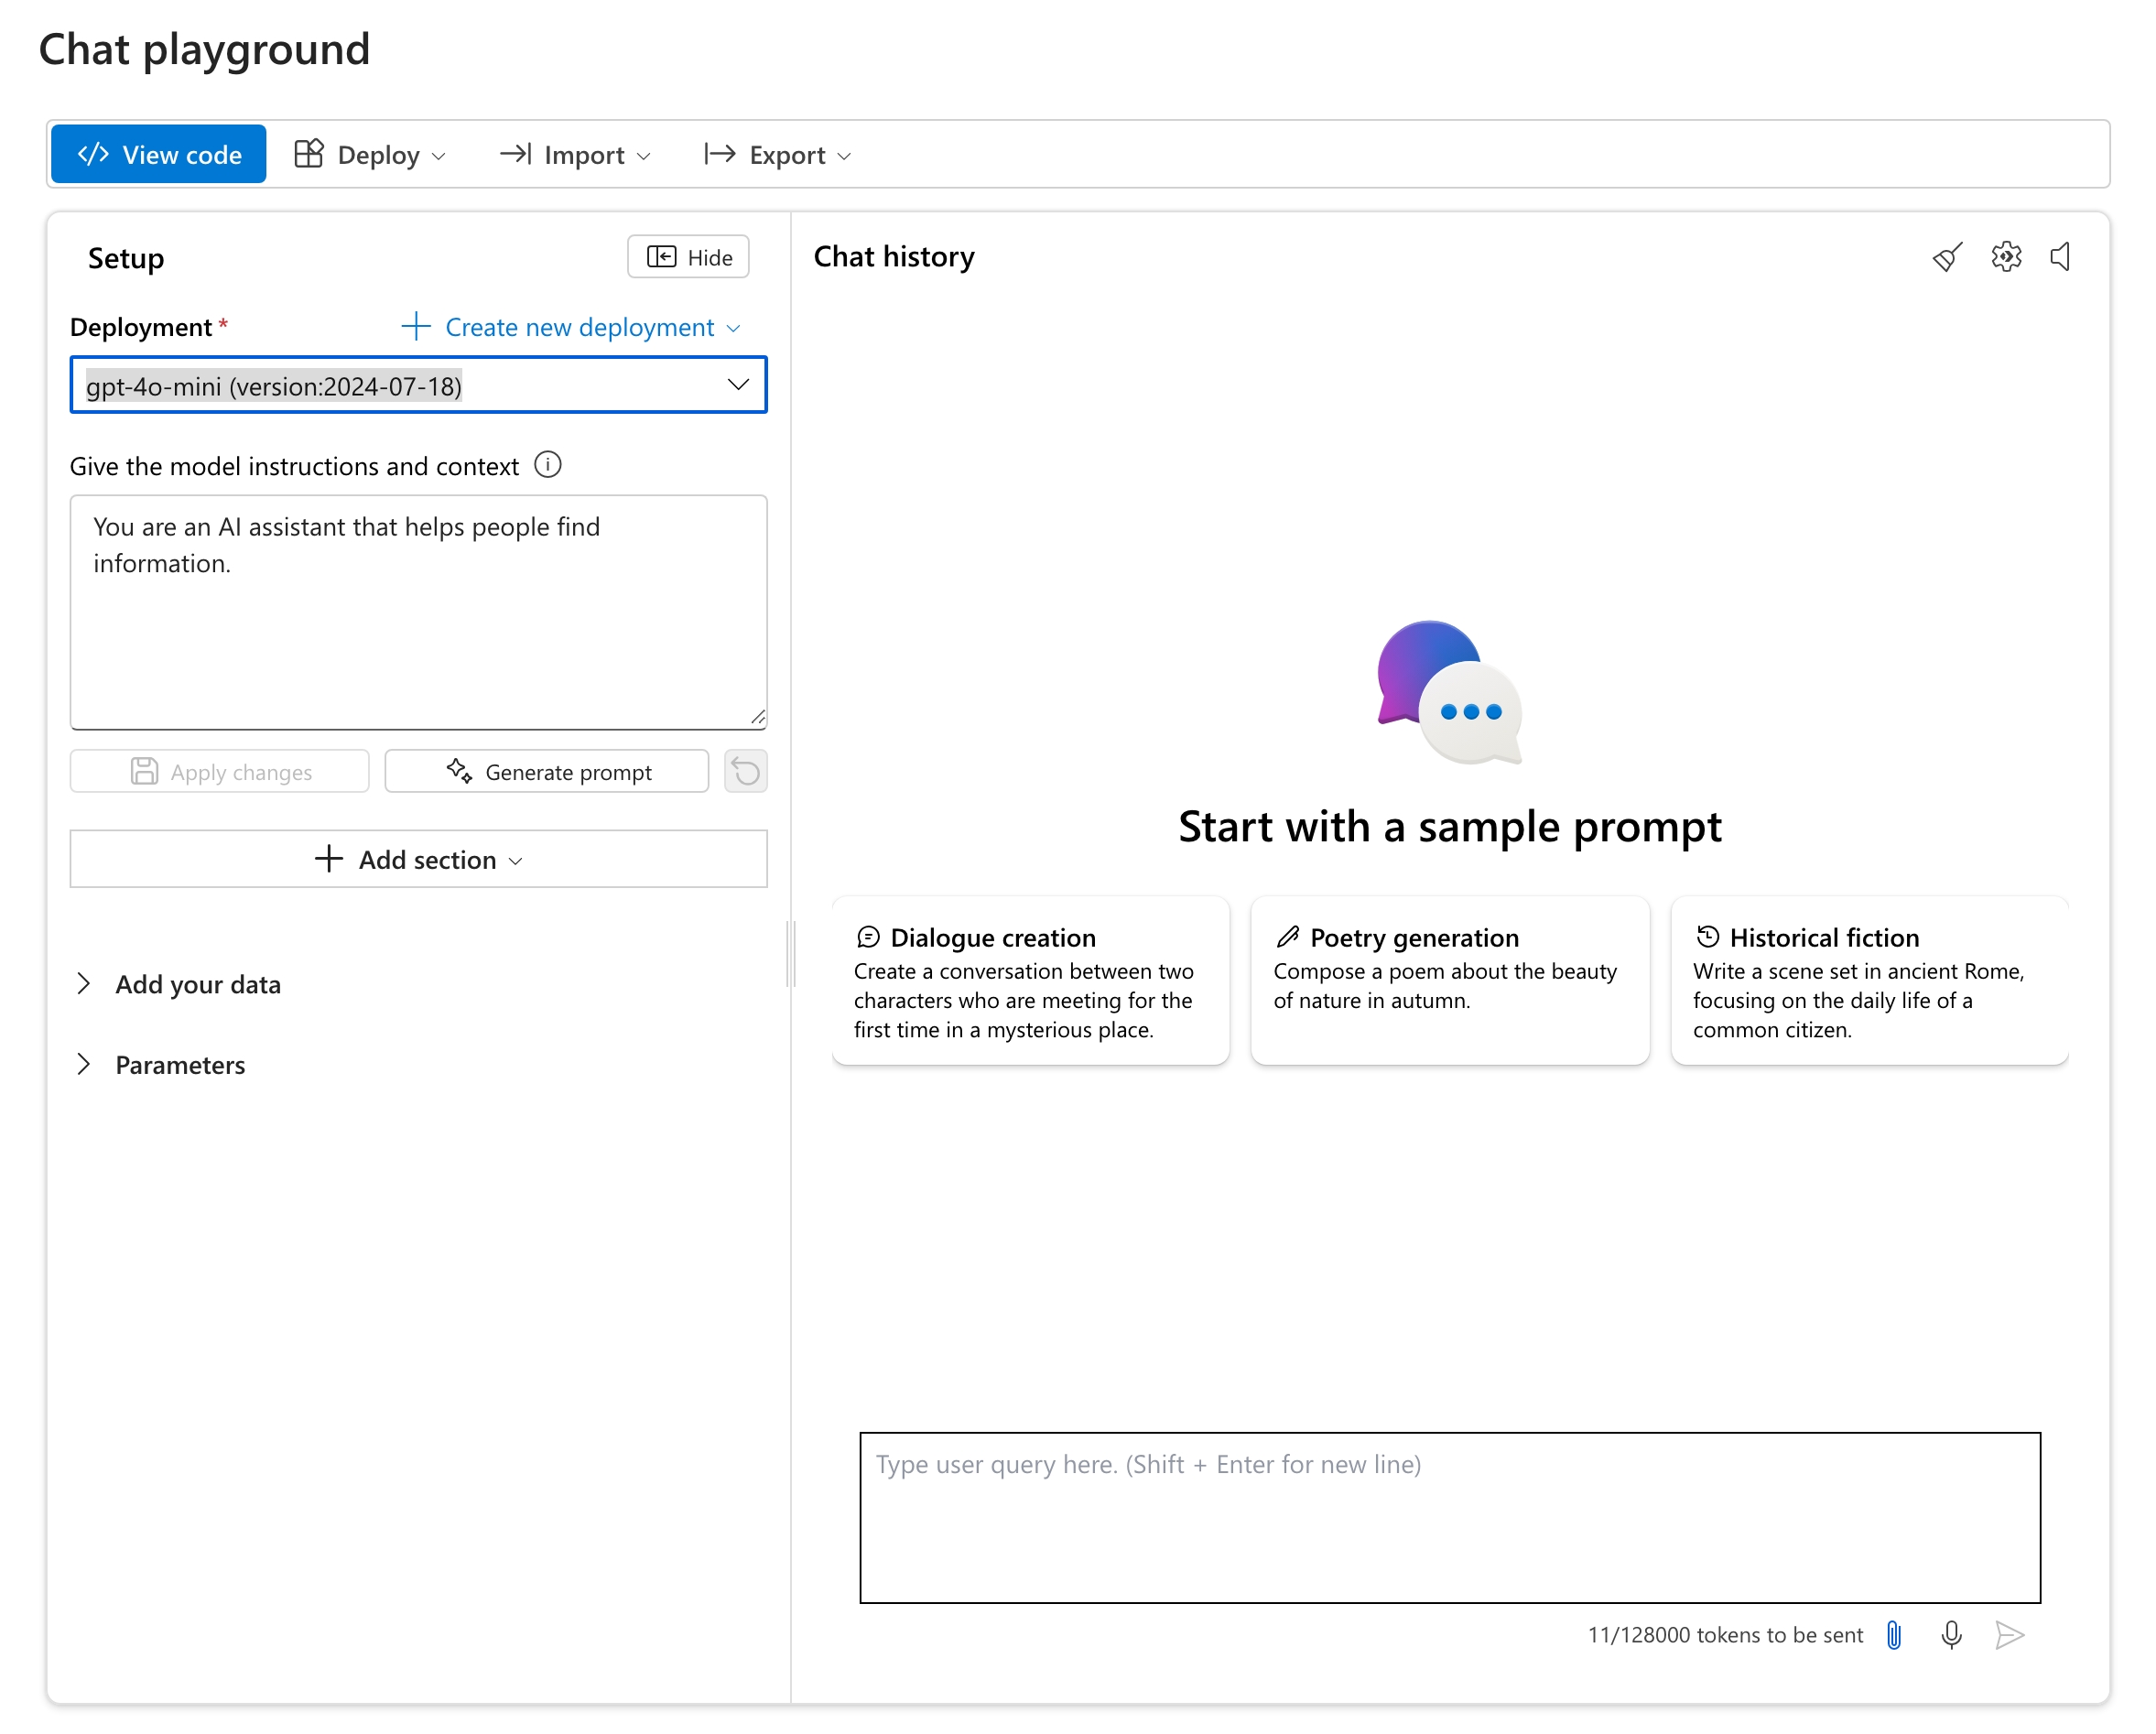 Chat playground
View code
Deploy
Import
Export
Setup
Hide
Deployment *
Create new deployment
gpt-4o-mini (version:2024-07-18)
Give the model instructions and context
You are an AI assistant that helps people find
information.
Apply changes
Generate prompt
Add section
Add your data
Parameters
Chat history
Start with a sample prompt
Dialogue creation
Create a conversation between two
characters who are meeting for the
first time in a mysterious place.
Poetry generation
Compose a poem about the beauty
of nature in autumn.
Historical fiction
Write a scene set in ancient Rome,
focusing on the daily life of a
common citizen.
Type user query here. (Shift + Enter for new line)
11/128000 tokens to be sent